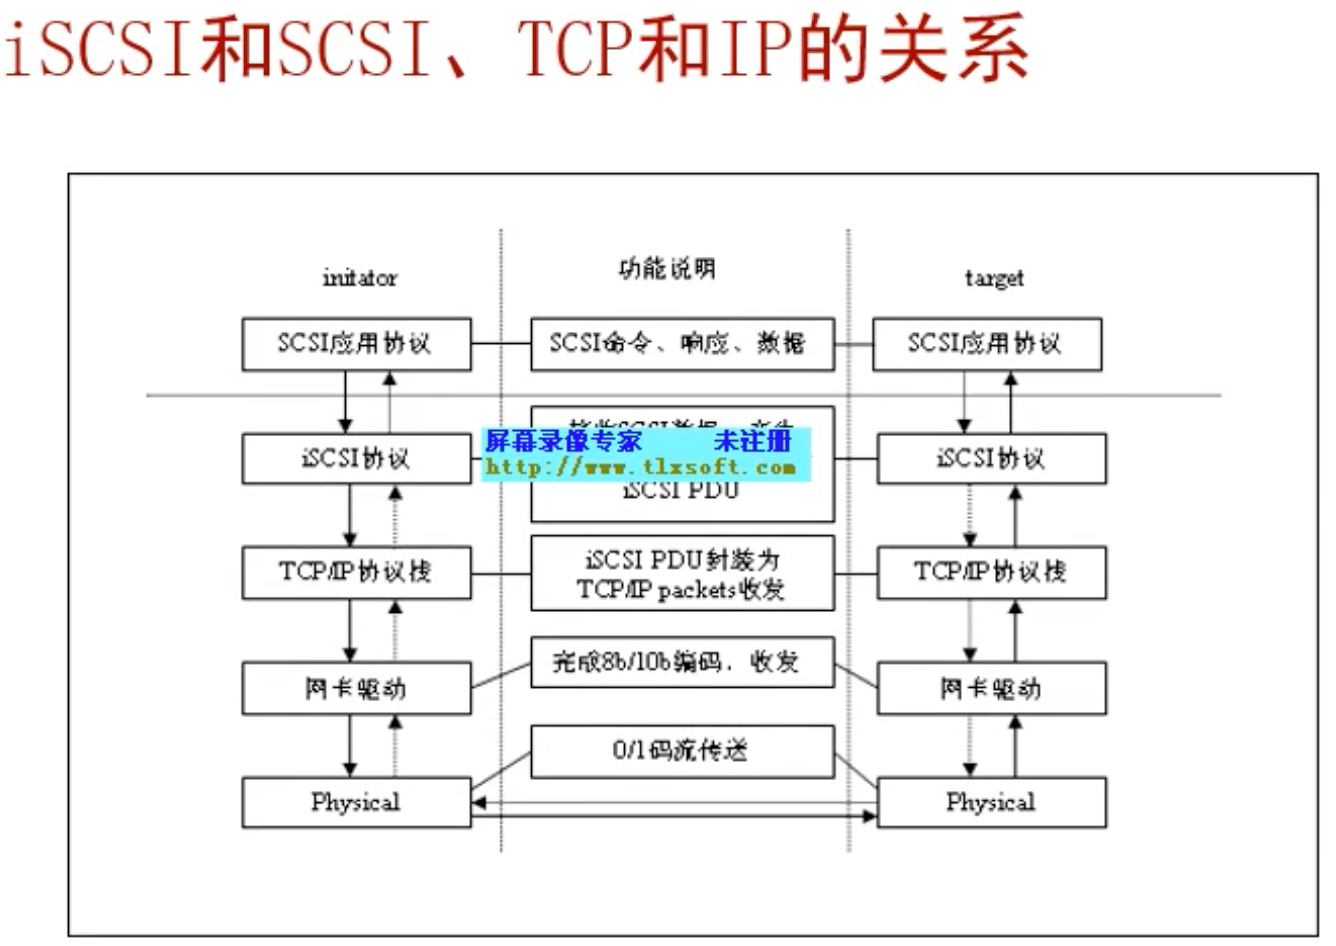 iSCSI和SCSI、TCP和IP的关系
initator
功能说明
target
SCSI应用协议
SCSI命令、响应、数据
SCSI应用协议
屏幕录像专家 未注册
iSCSI协议
http://www.tlxsoft.com
iSCSI协议
iSCSI PDU
TCP/IP协议栈
iSCSI PDU封装为
TCP/IP packets收发
TCP/IP协议栈
完成8b/10b编码，收发
网卡驱动
网卡驱动
0/1码流传送
Physical
Physical